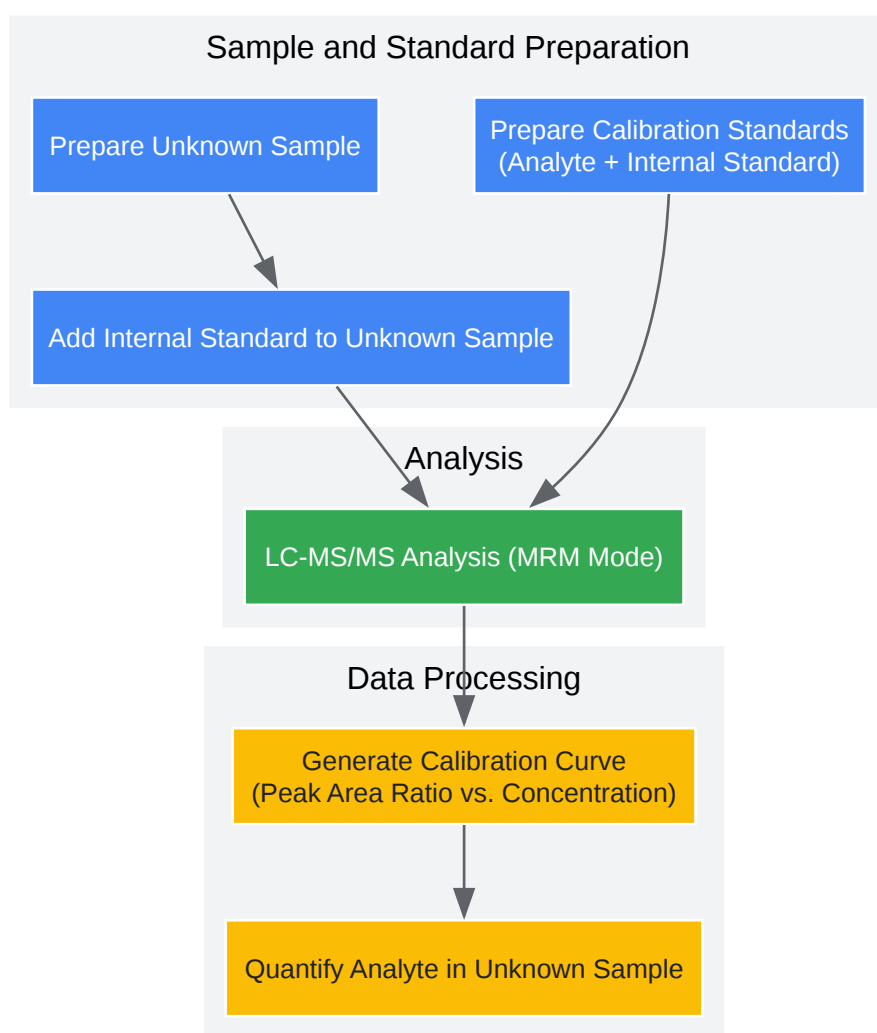 Sample and Standard Preparation
Prepare Unknown Sample
Prepare Calibration Standards
(Analyte + Internal Standard)
Add Internal Standard to Unknown Sample
Analysis
LC-MS/MS Analysis (MRM Mode)
Data Processing
Generate Calibration Curve
(Peak Area Ratio vs. Concentration)
Quantify Analyte in Unknown Sample